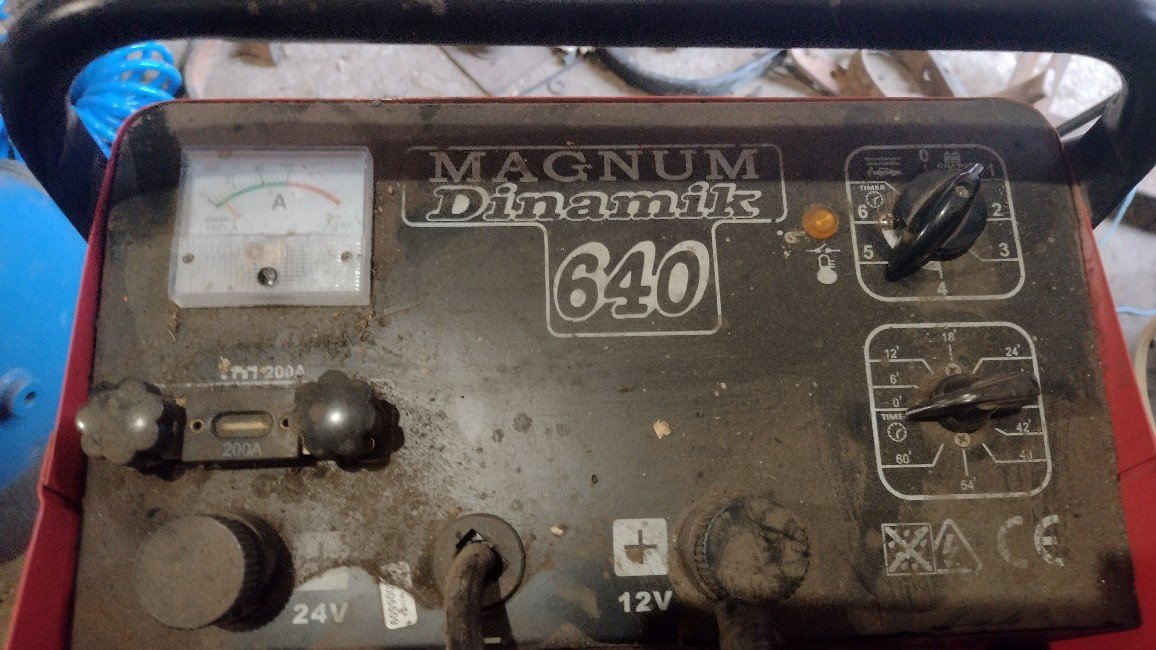 MAGNUM
Dinamik
640
A
0
1
2
3
4
5
6
TIMER
200A
200A
18'
24'
12'
6'
0'
TIMER
42'
48'
54'
60'
24V
12V
CE